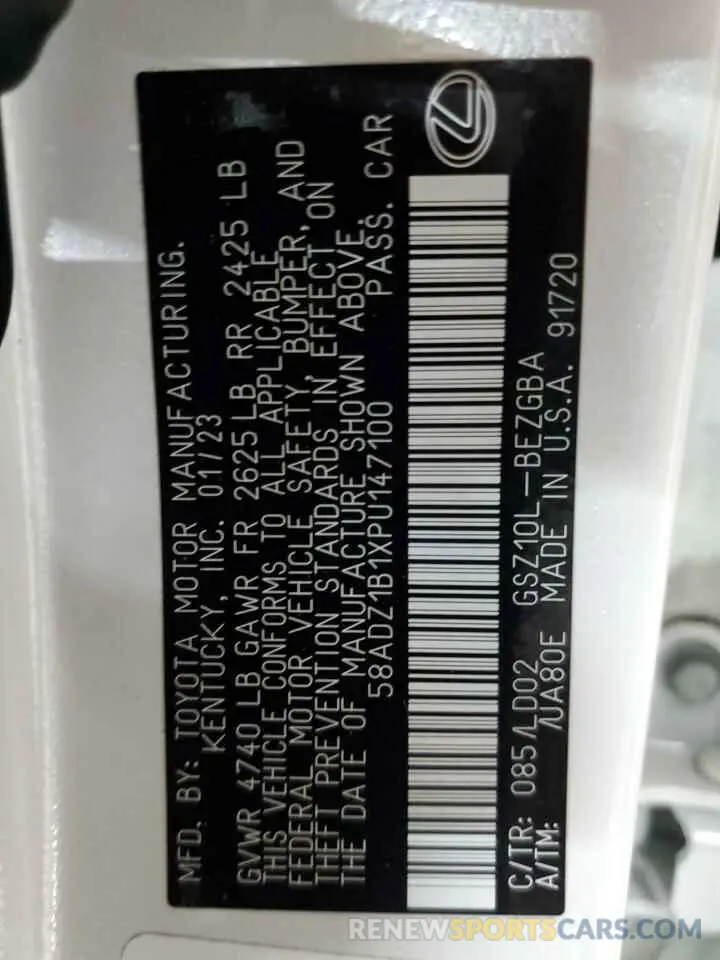 MFD. BY: TOYOTA MOTOR MANUFACTURING.
KENTUCKY, INC. 01/23
GVWR 4740 LB GAWR FR 2625 LB RR 2425 LB
THIS VEHICLE CONFORMS TO ALL APPLICABLE
FEDERAL MOTOR VEHICLE SAFETY, BUMPER, AND
THEFT PREVENTION STANDARDS IN EFFECT ON
THE DATE OF MANUFACTURE SHOWN ABOVE.
58ADZ1B1XPU147100 PASS. CAR
C/TR: 085/LD02 GSZ10L-BEZGBA
A/TM: /UA80E MADE IN U.S.A. 91720
RENEWSPORTSCARS.COM